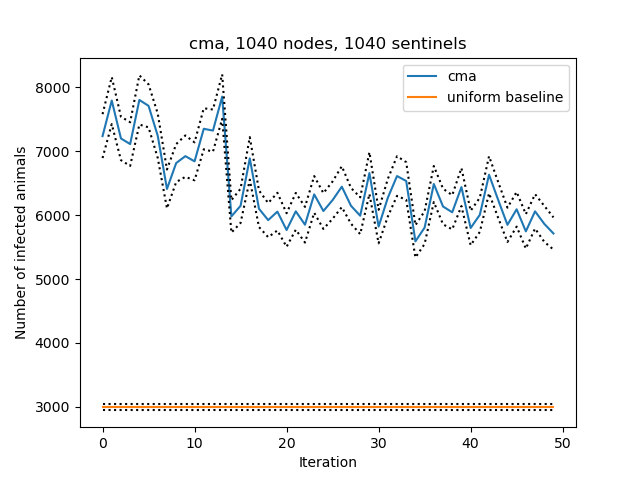 cma, 1040 nodes, 1040 sentinels
cma
uniform baseline
Number of infected animals
8000
7000
6000
5000
4000
3000
0 10 20 30 40 50
Iteration